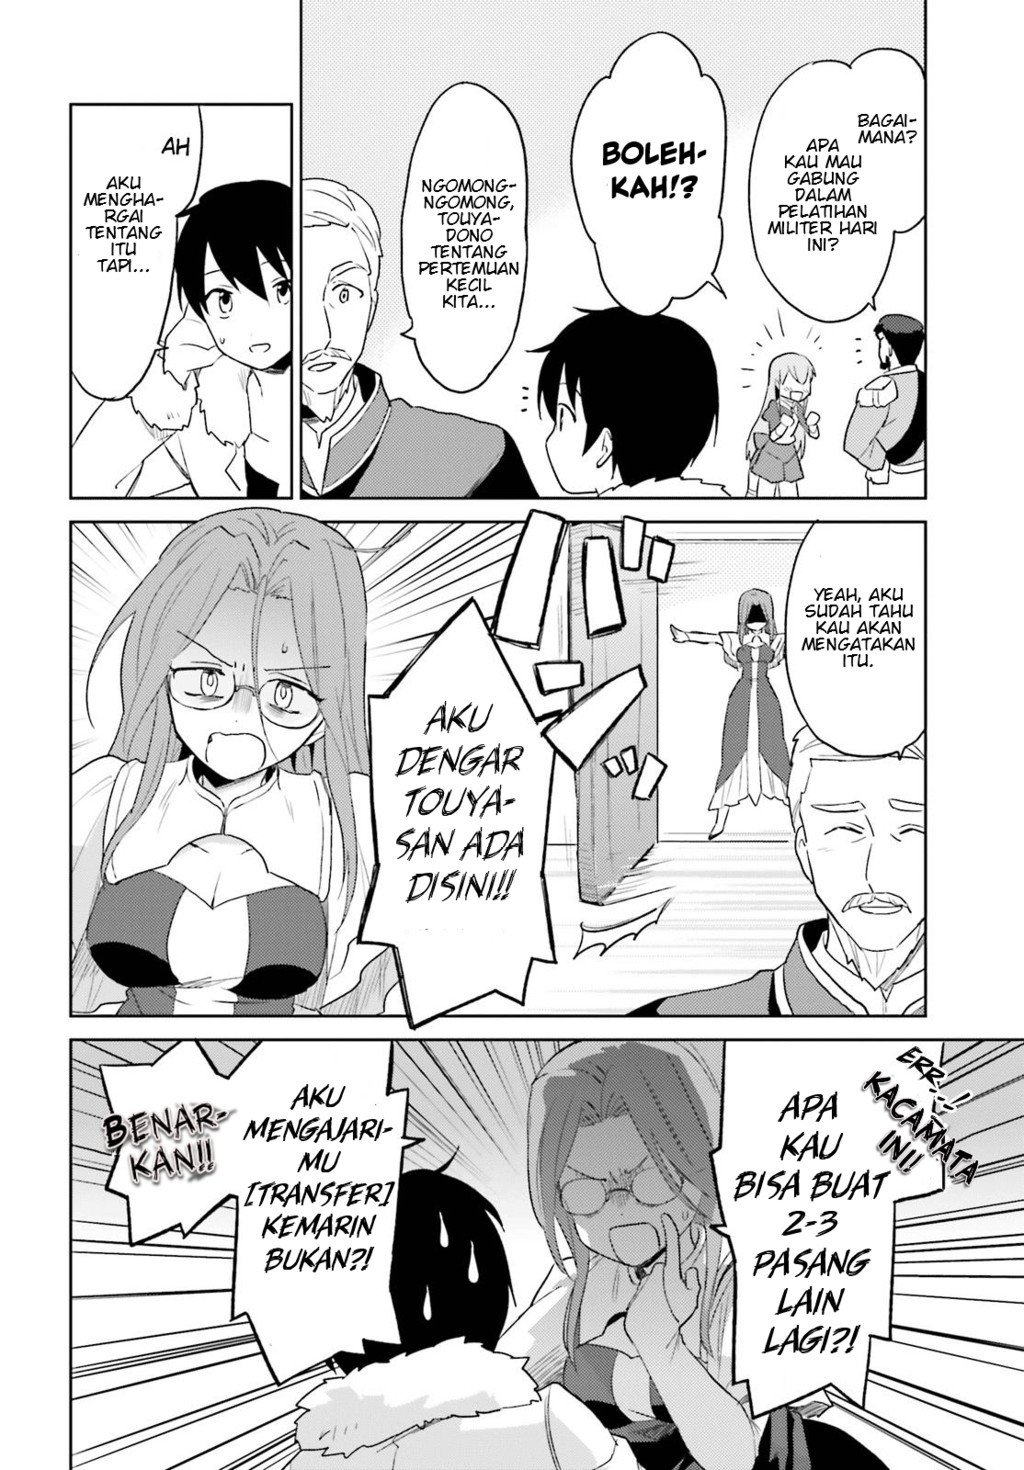 BAGAI-
MANA?
APA
KAU MAU
GABUNG
DALAM
PELATIHAN
MILITER HARI
INI?
BOLEH-
KAH!?
NGOMONG-
NGOMONG,
TOUYA-
DONO
TENTANG
PERTEMUAN
KECIL
KITA...
AH
AKU
MENGHA-
RGAI
TENTANG
ITU
TAPI...
YEAH, AKU
SUDAH TAHU
KAU AKAN
MENGATAKAN
ITU.
AKU
DENGAR
TOUYA-
SAN ADA
DISINI!!
ERR...!
KACAMATA
INI!
APA
KAU
BISA BUAT
2-3
PASANG
LAIN
LAGI?!
AKU
MENGAJARI-
MU
[TRANSFER]
KEMARIN
BUKAN?!
BENAR-
KAN!!